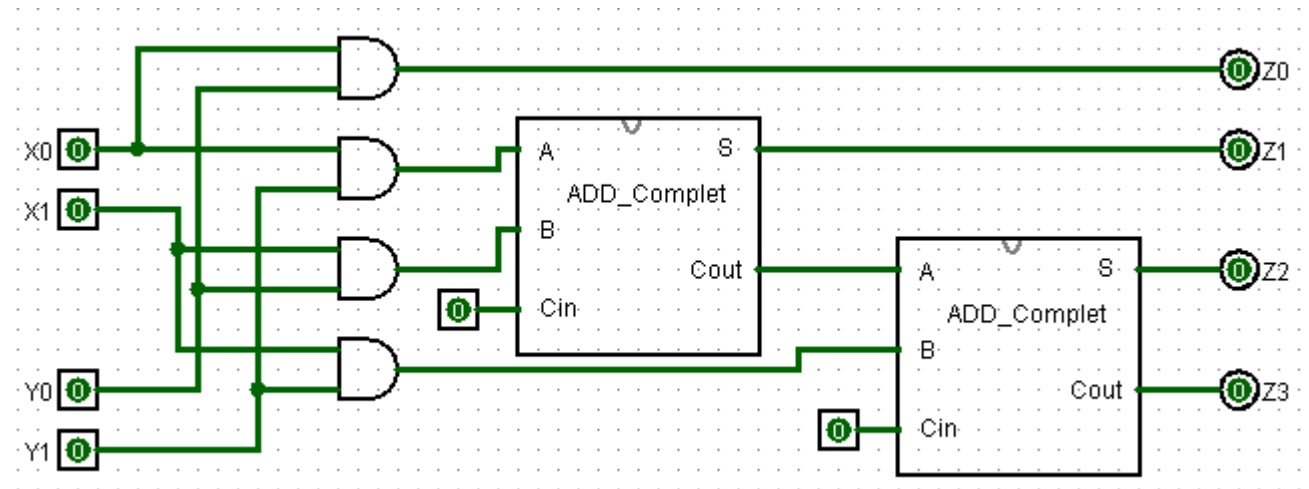 0 Z0
X0 0
A S 0 Z1
ADD_Complet
X1 0
B
Cout A S 0 Z2
0 Cin
ADD_Complet
B
Y0 0
Cout 0 Z3
0 Cin
Y1 0